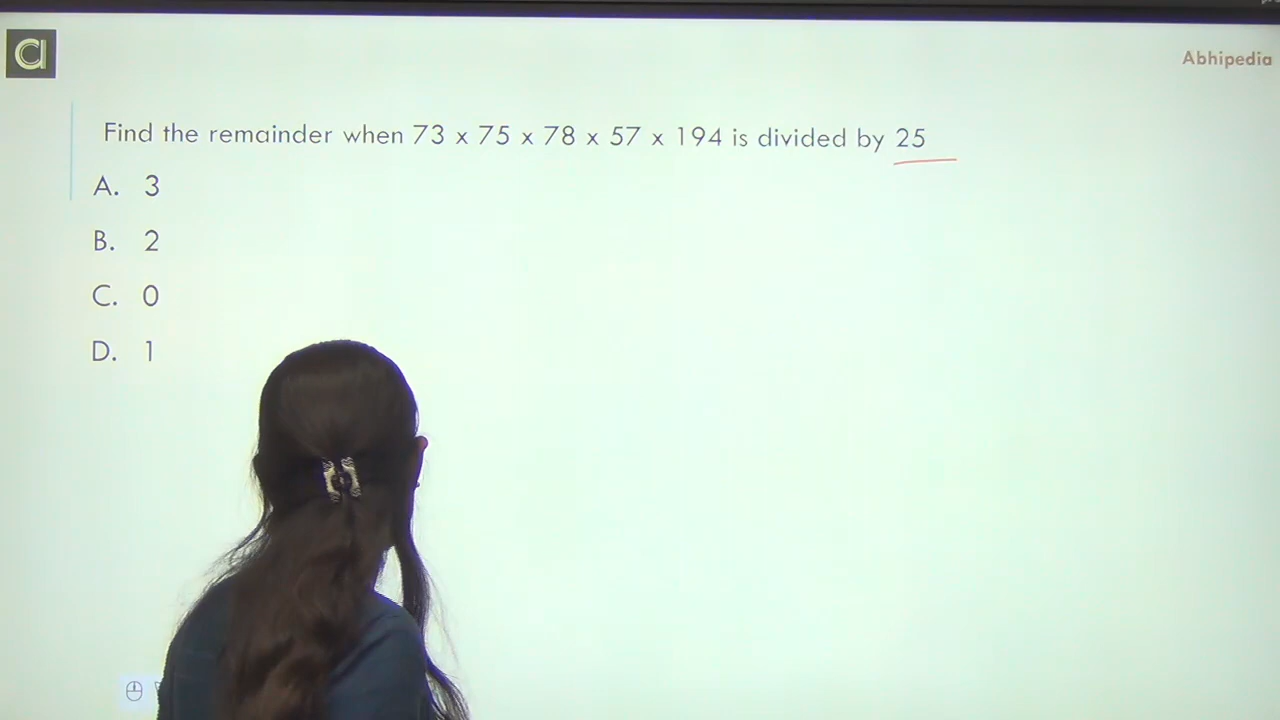 Abhipedia
Find the remainder when 73 x 75 x 78 x 57 x 194 is divided by 25
A. 3
B. 2
C. 0
D. 1